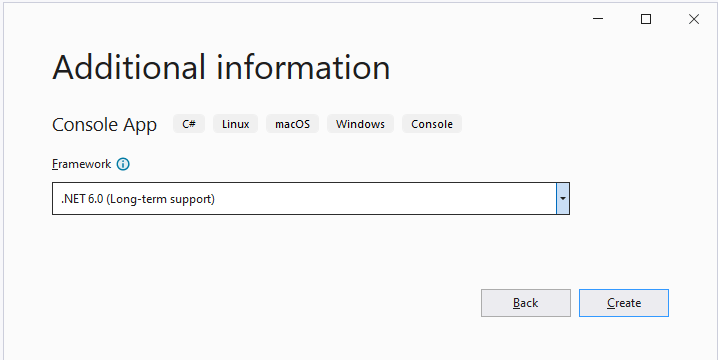 Additional information
Console App C# Linux macOS Windows Console
Framework
.NET 6.0 (Long-term support)
Back Create